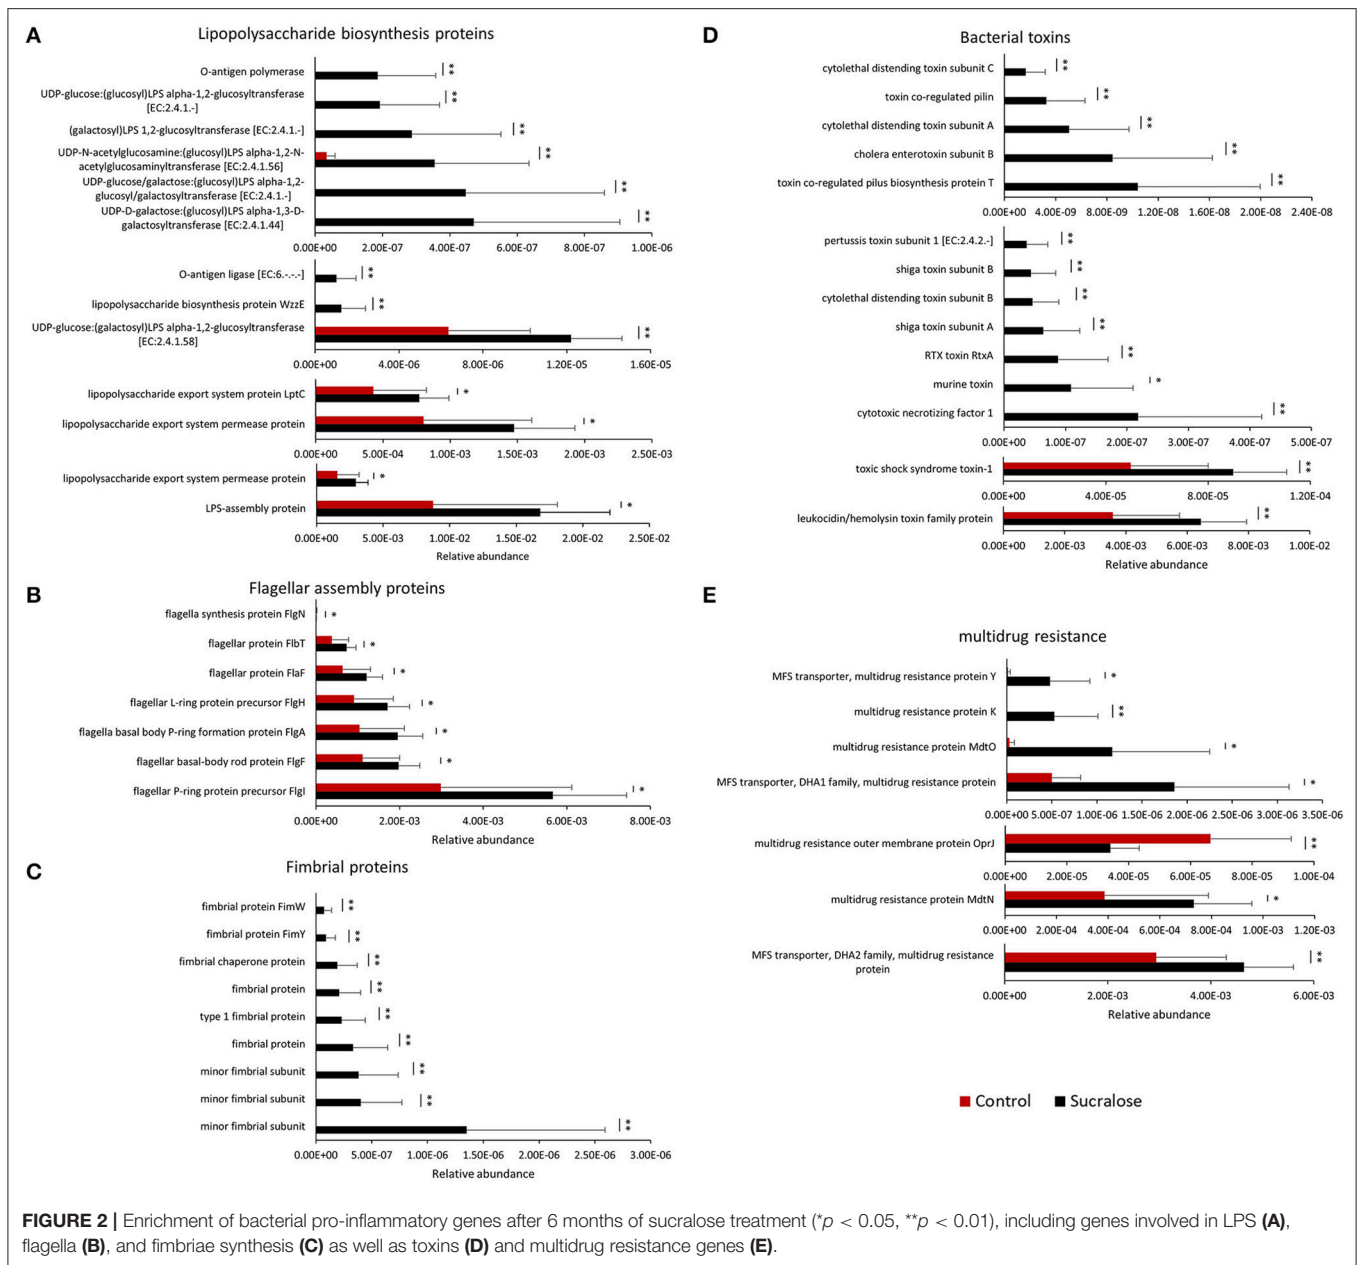 A
Lipopolysaccharide biosynthesis proteins
O-antigen polymerase
**
UDP-glucose:(glucosyl)LPS alpha-1,2-glucosyltransferase
[EC:2.4.1.-]
**
(galactosyl)LPS 1,2-glucosyltransferase [EC:2.4.1.-]
**
UDP-N-acetylglucosamine:(glucosyl)LPS alpha-1,2-N-
acetylglucosaminyltransferase [EC:2.4.1.56]
**
UDP-glucose/galactose:(glucosyl)LPS alpha-1,2-
glucosyl/galactosyltransferase [EC:2.4.1.-]
**
UDP-D-galactose:(glucosyl)LPS alpha-1,3-D-
galactosyltransferase [EC:2.4.1.44]
**
0.00E+00 2.00E-07 4.00E-07 6.00E-07 8.00E-07 1.00E-06
O-antigen ligase [EC:6.-.-.-]
**
lipopolysaccharide biosynthesis protein WzzE
**
UDP-glucose:(galactosyl)LPS alpha-1,2-glucosyltransferase
[EC:2.4.1.58]
**
0.00E+00 4.00E-06 8.00E-06 1.20E-05 1.60E-05
lipopolysaccharide export system protein LptC
*
lipopolysaccharide export system permease protein
*
0.00E+00 5.00E-04 1.00E-03 1.50E-03 2.00E-03 2.50E-03
lipopolysaccharide export system permease protein
*
LPS-assembly protein
*
0.00E+00 5.00E-03 1.00E-02 1.50E-02 2.00E-02 2.50E-02
Relative abundance
B
Flagellar assembly proteins
flagella synthesis protein FlgN
*
flagellar protein FlbT
*
flagellar protein FlaF
*
flagellar L-ring protein precursor FlgH
*
flagella basal body P-ring formation protein FlgA
*
flagellar basal-body rod protein FlgF
*
flagellar P-ring protein precursor FlgI
*
0.00E+00 2.00E-03 4.00E-03 6.00E-03 8.00E-03
Relative abundance
C
Fimbrial proteins
fimbrial protein FimW
**
fimbrial protein FimY
**
fimbrial chaperone protein
**
fimbrial protein
**
type 1 fimbrial protein
**
fimbrial protein
**
minor fimbrial subunit
**
minor fimbrial subunit
**
minor fimbrial subunit
**
0.00E+00 5.00E-07 1.00E-06 1.50E-06 2.00E-06 2.50E-06 3.00E-06
Relative abundance
D
Bacterial toxins
cytolethal distending toxin subunit C
**
toxin co-regulated pilin
**
cytolethal distending toxin subunit A
**
cholera enterotoxin subunit B
**
toxin co-regulated pilus biosynthesis protein T
**
0.00E+00 4.00E-09 8.00E-09 1.20E-08 1.60E-08 2.00E-08 2.40E-08
pertussis toxin subunit 1 [EC:2.4.2.-]
**
shiga toxin subunit B
**
cytolethal distending toxin subunit B
**
shiga toxin subunit A
**
RTX toxin RtxA
**
murine toxin
*
cytotoxic necrotizing factor 1
**
0.00E+00 1.00E-07 2.00E-07 3.00E-07 4.00E-07 5.00E-07
toxic shock syndrome toxin-1
**
0.00E+00 4.00E-05 8.00E-05 1.20E-04
leukocidin/hemolysin toxin family protein
**
0.00E+00 2.00E-03 4.00E-03 6.00E-03 8.00E-03 1.00E-02
Relative abundance
E
multidrug resistance
MFS transporter, multidrug resistance protein Y
*
multidrug resistance protein K
**
multidrug resistance protein MdtO
*
MFS transporter, DHA1 family, multidrug resistance protein
*
0.00E+00 5.00E-07 1.00E-06 1.50E-06 2.00E-06 2.50E-06 3.00E-06 3.50E-06
multidrug resistance outer membrane protein OprJ
**
0.00E+00 2.00E-05 4.00E-05 6.00E-05 8.00E-05 1.00E-04
multidrug resistance protein MdtN
*
0.00E+00 2.00E-04 4.00E-04 6.00E-04 8.00E-04 1.00E-03 1.20E-03
MFS transporter, DHA2 family, multidrug resistance
protein
**
0.00E+00 2.00E-03 4.00E-03 6.00E-03
Relative abundance
Control Sucralose
FIGURE 2 | Enrichment of bacterial pro-inflammatory genes after 6 months of sucralose treatment (*p < 0.05, **p < 0.01), including genes involved in LPS (A),
flagella (B), and fimbriae synthesis (C) as well as toxins (D) and multidrug resistance genes (E).